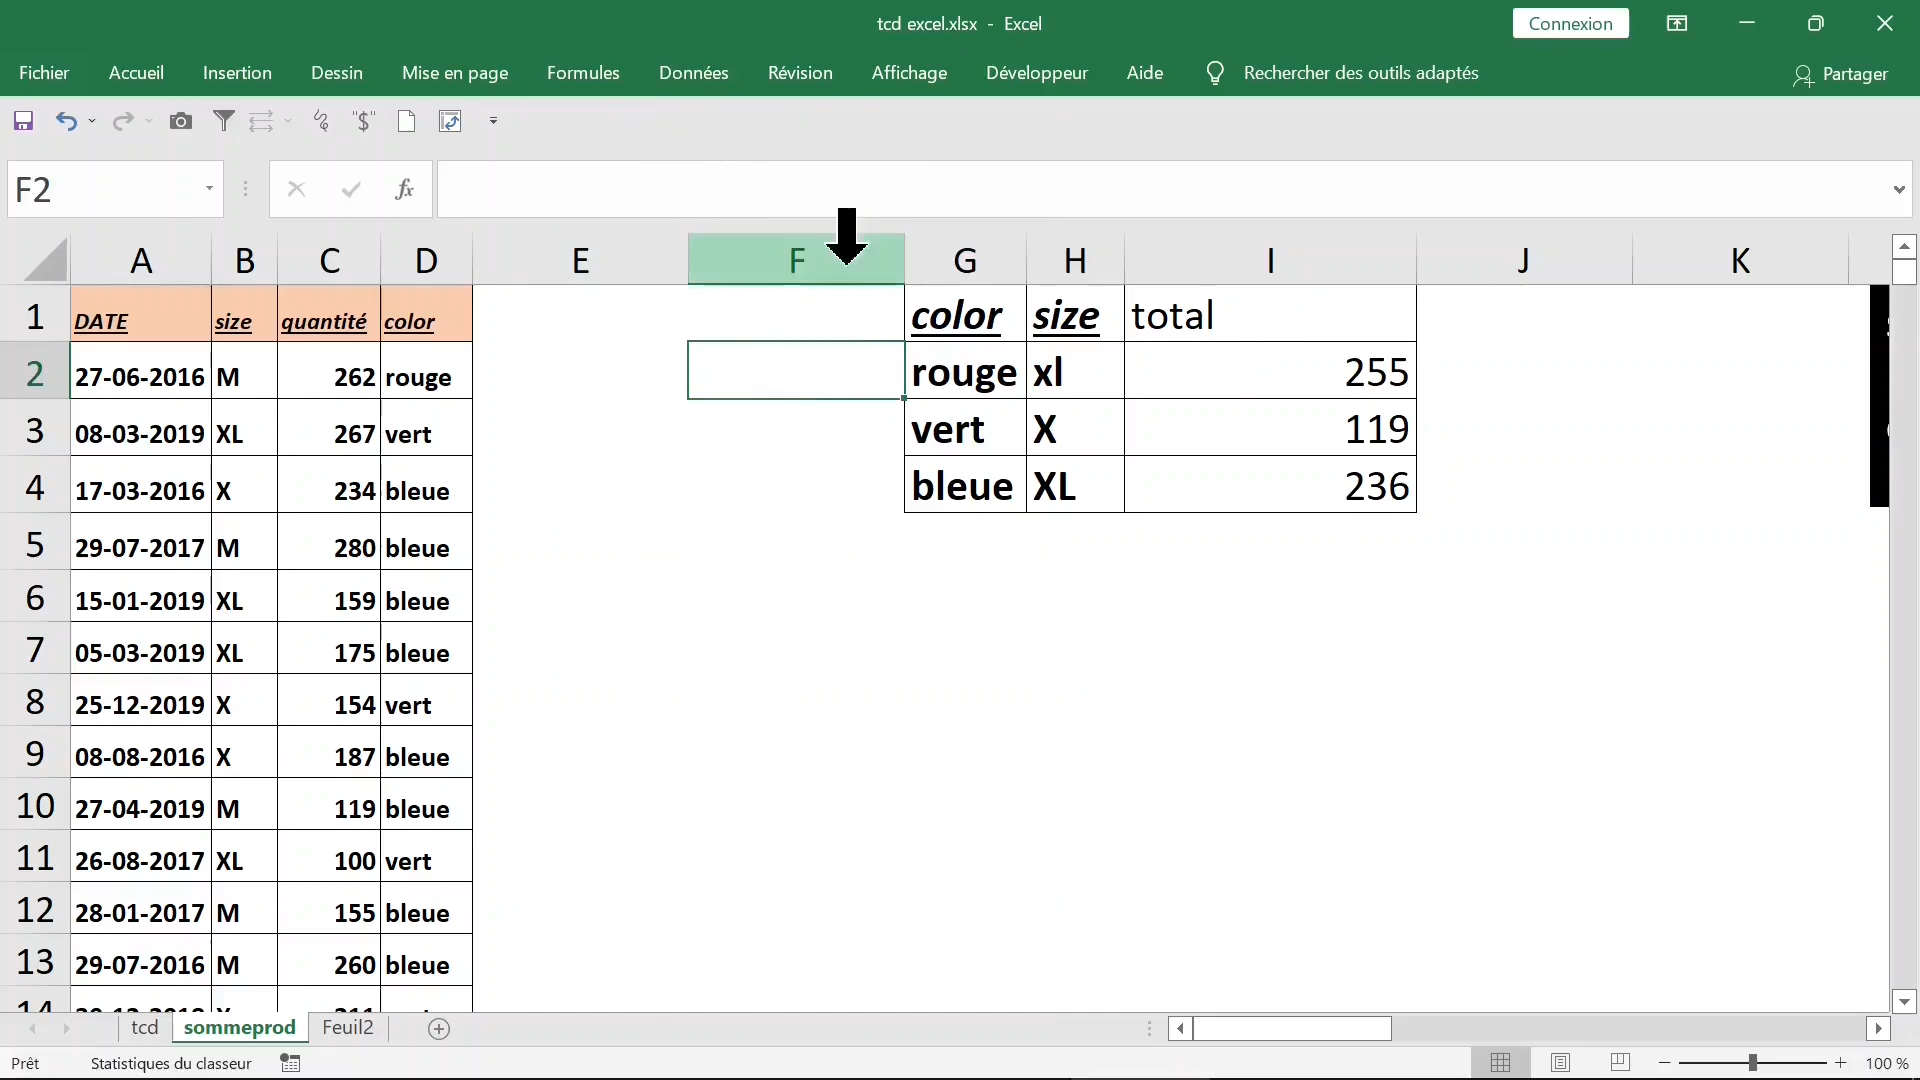 tcd excel.xlsx - Excel
Connexion
Fichier Accueil Insertion Dessin Mise en page Formules Données Révision Affichage Développeur Aide Rechercher des outils adaptés Partager
"$"
F2 fx
A B C D E F G H I J K
1 DATE size quantité color color size total
2 27-06-2016 M 262 rouge rouge xl 255
3 08-03-2019 XL 267 vert vert X 119
4 17-03-2016 X 234 bleue bleue XL 236
5 29-07-2017 M 280 bleue
6 15-01-2019 XL 159 bleue
7 05-03-2019 XL 175 bleue
8 25-12-2019 X 154 vert
9 08-08-2016 X 187 bleue
10 27-04-2019 M 119 bleue
11 26-08-2017 XL 100 vert
12 28-01-2017 M 155 bleue
13 29-07-2016 M 260 bleue
tcd sommeprod Feuil2
Prêt Statistiques du classeur 100 %